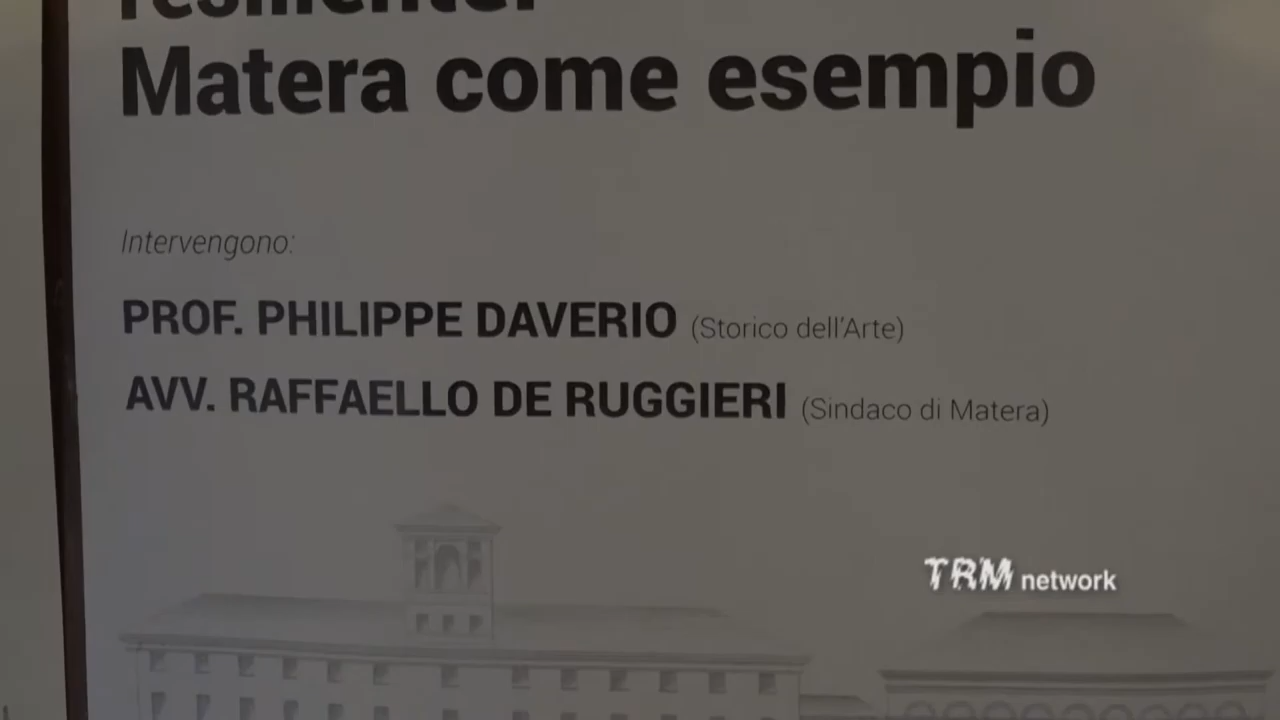 resiliente:
Matera come esempio
Intervengono:
PROF. PHILIPPE DAVERIO (Storico dell'Arte)
AVV. RAFFAELLO DE RUGGIERI (Sindaco di Matera)
TRM network